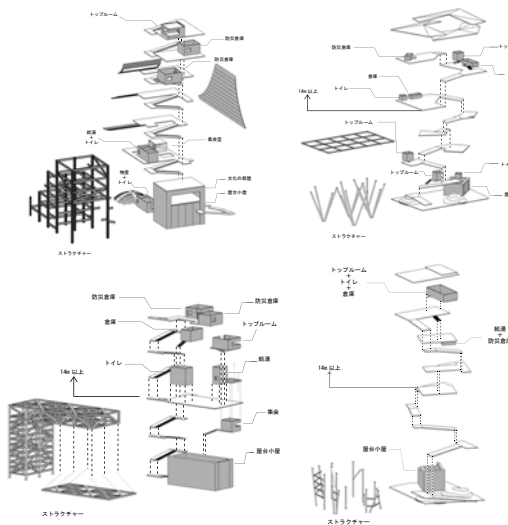 トップルーム
防災倉庫
防災倉庫
給湯
+
トイレ
集会室
物置
+
トイレ
太化の部屋
屋台小屋
ストラクチャー
防災倉庫
トッ
倉庫
トイレ
14m 以上
トップルーム
トップルーム
トイ
屋
ストラクチャー
防災倉庫
防災倉庫
倉庫
トップルーム
トイレ
給湯
14m 以上
集会
屋台小屋
ストラクチャー
トップルーム
+
トイレ
+
倉庫
給湯
+
防災倉庫
14m 以上
屋台小屋
ストラクチャー